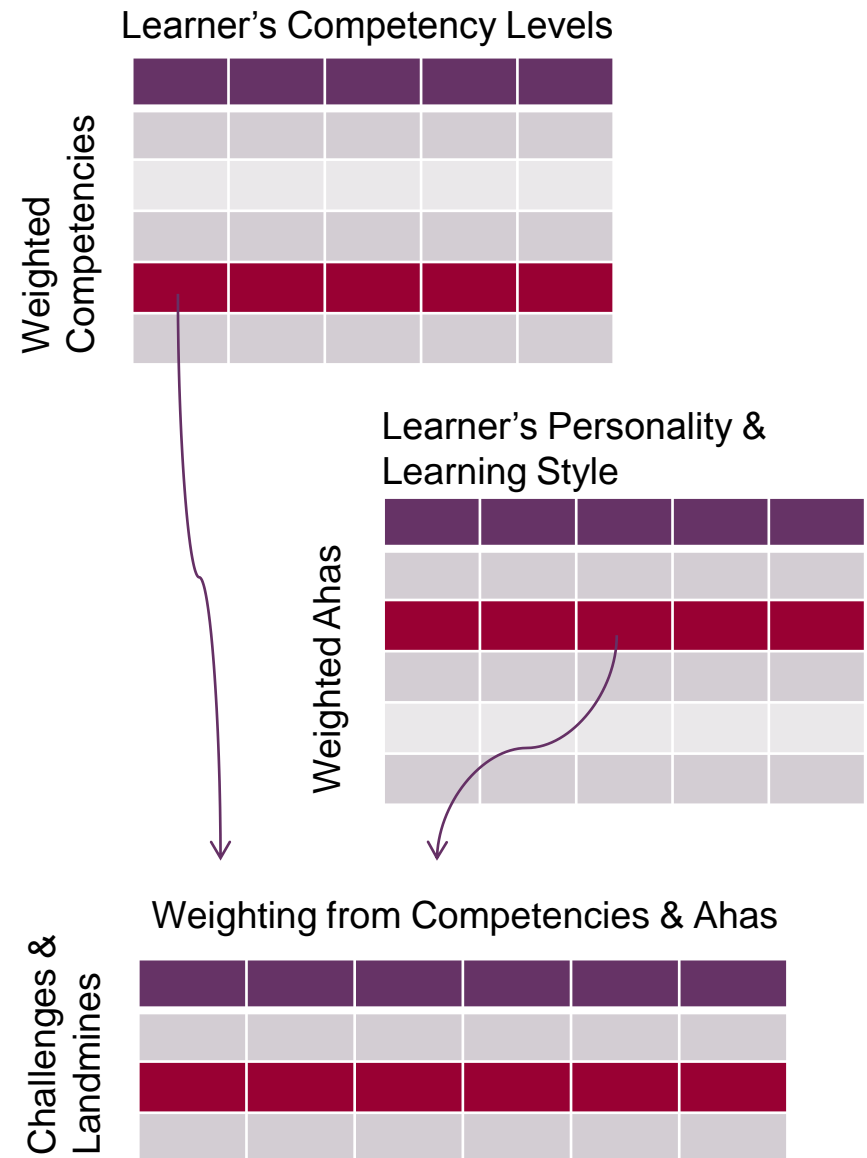 Learner’s Competency Levels
Weighted
Competencies
Learner’s Personality &
Learning Style
Weighted Ahas
Weighting from Competencies & Ahas
Challenges &
Landmines